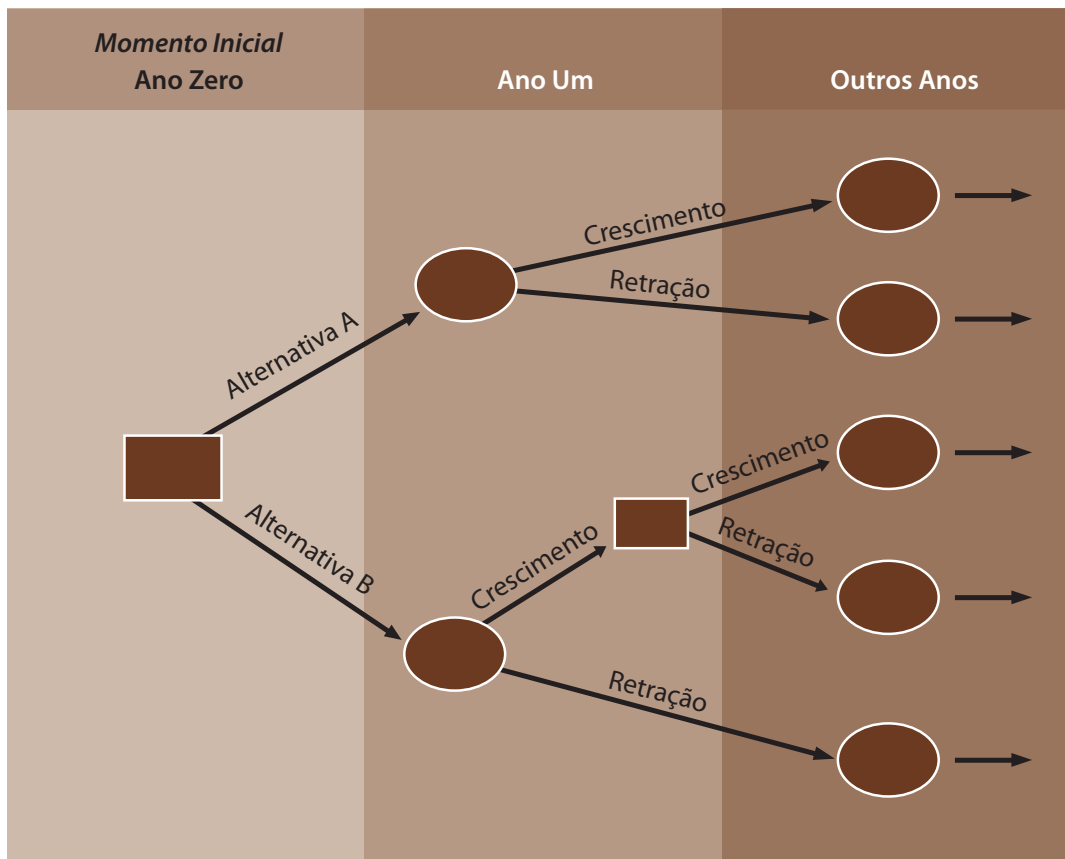 Momento Inicial
Ano Zero
Ano Um
Outros Anos
Crescimento
Retração
Alternativa A
Crescimento
Retração
Alternativa B
Crescimento
Retração